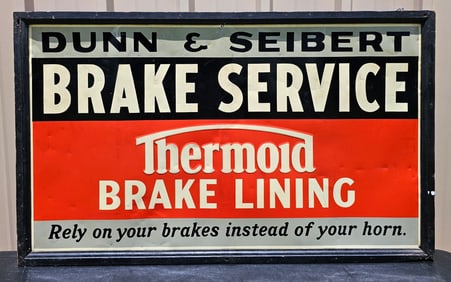 DUNN & SEIBERT
BRAKE SERVICE
Thermoid
BRAKE LINING
Rely on your brakes instead of your horn.